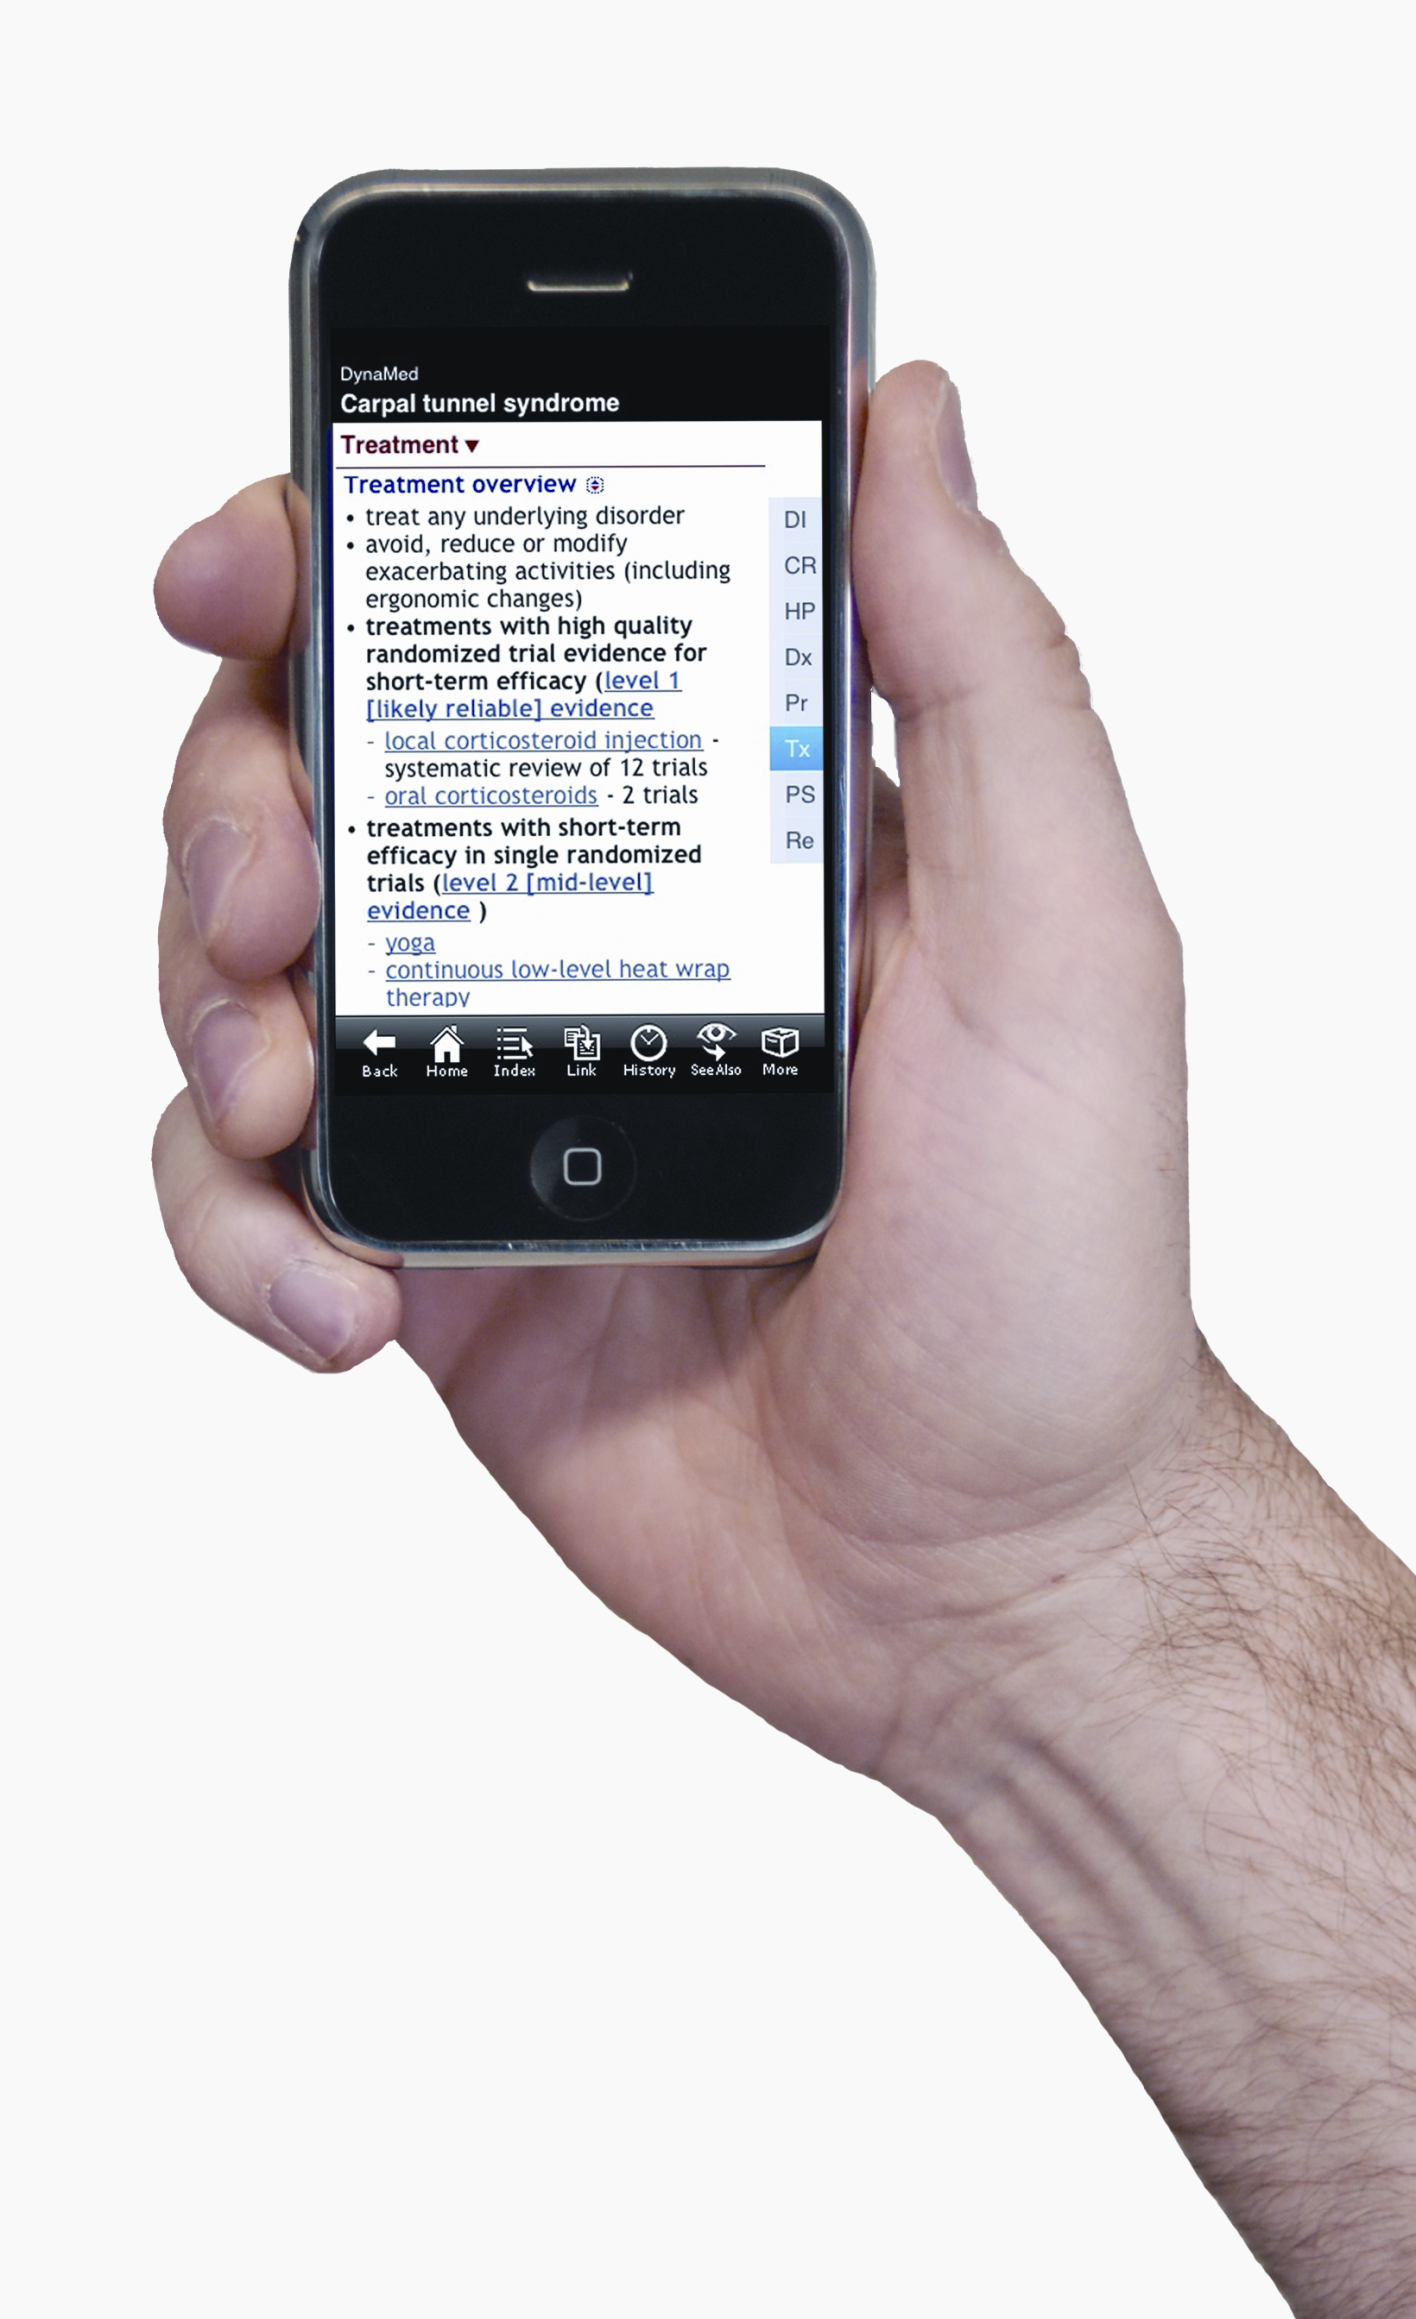 DynaMed
Carpal tunnel syndrome
Treatment ▼
Treatment overview
• treat any underlying disorder
• avoid, reduce or modify
exacerbating activities (including
ergonomic changes)
• treatments with high quality
randomized trial evidence for
short-term efficacy (level 1
[likely reliable] evidence
- local corticosteroid injection -
systematic review of 12 trials
- oral corticosteroids - 2 trials
• treatments with short-term
efficacy in single randomized
trials (level 2 [mid-level]
evidence )
- yoga
- continuous low-level heat wrap
therapy
DI
CR
HP
Dx
Pr
Tx
PS
Re
Back Home Index Link History SeeAlso More